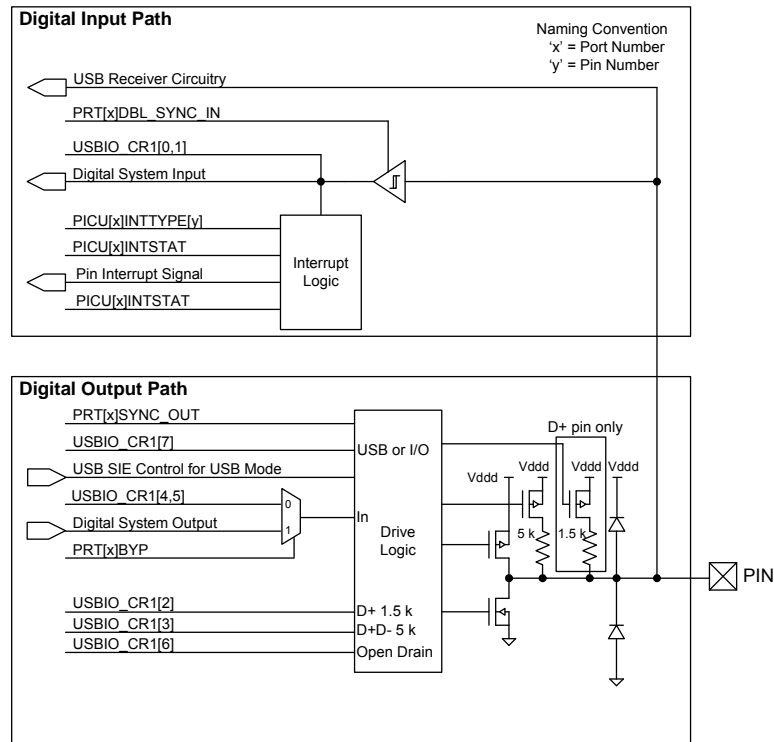 Digital Input Path
Naming Convention
‘x’ = Port Number
‘y’ = Pin Number
USB Receiver Circuitry
PRT[x]DBL_SYNC_IN
USBIO_CR1[0,1]
Digital System Input
PICU[x]INTTYPE[y]
PICU[x]INTSTAT
Pin Interrupt Signal
PICU[x]INTSTAT
Interrupt
Logic
Digital Output Path
PRT[x]SYNC_OUT
USBIO_CR1[7]
USB SIE Control for USB Mode
USBIO_CR1[4,5]
Digital System Output
PRT[x]BYP
0
1
USB or I/O
In
Drive
Logic
D+ pin only
Vddd
Vddd
Vddd
Vddd
5 k
1.5 k
PIN
USBIO_CR1[2]
USBIO_CR1[3]
USBIO_CR1[6]
D+ 1.5 k
D+D- 5 k
Open Drain